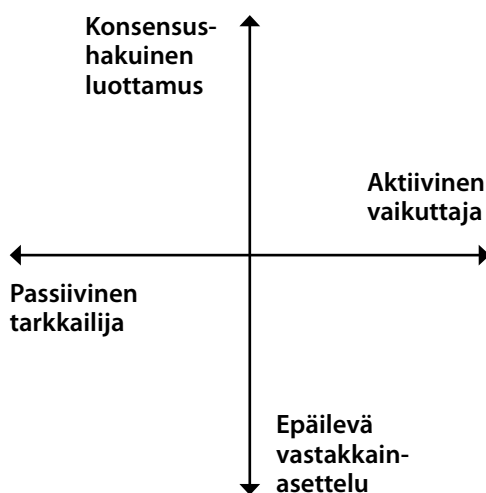 Konsensus-
hakuinen
luottamus
Aktiivinen
vaikuttaja
Passiivinen
tarkkailija
Epäilevä
vastakkain-
asettelu